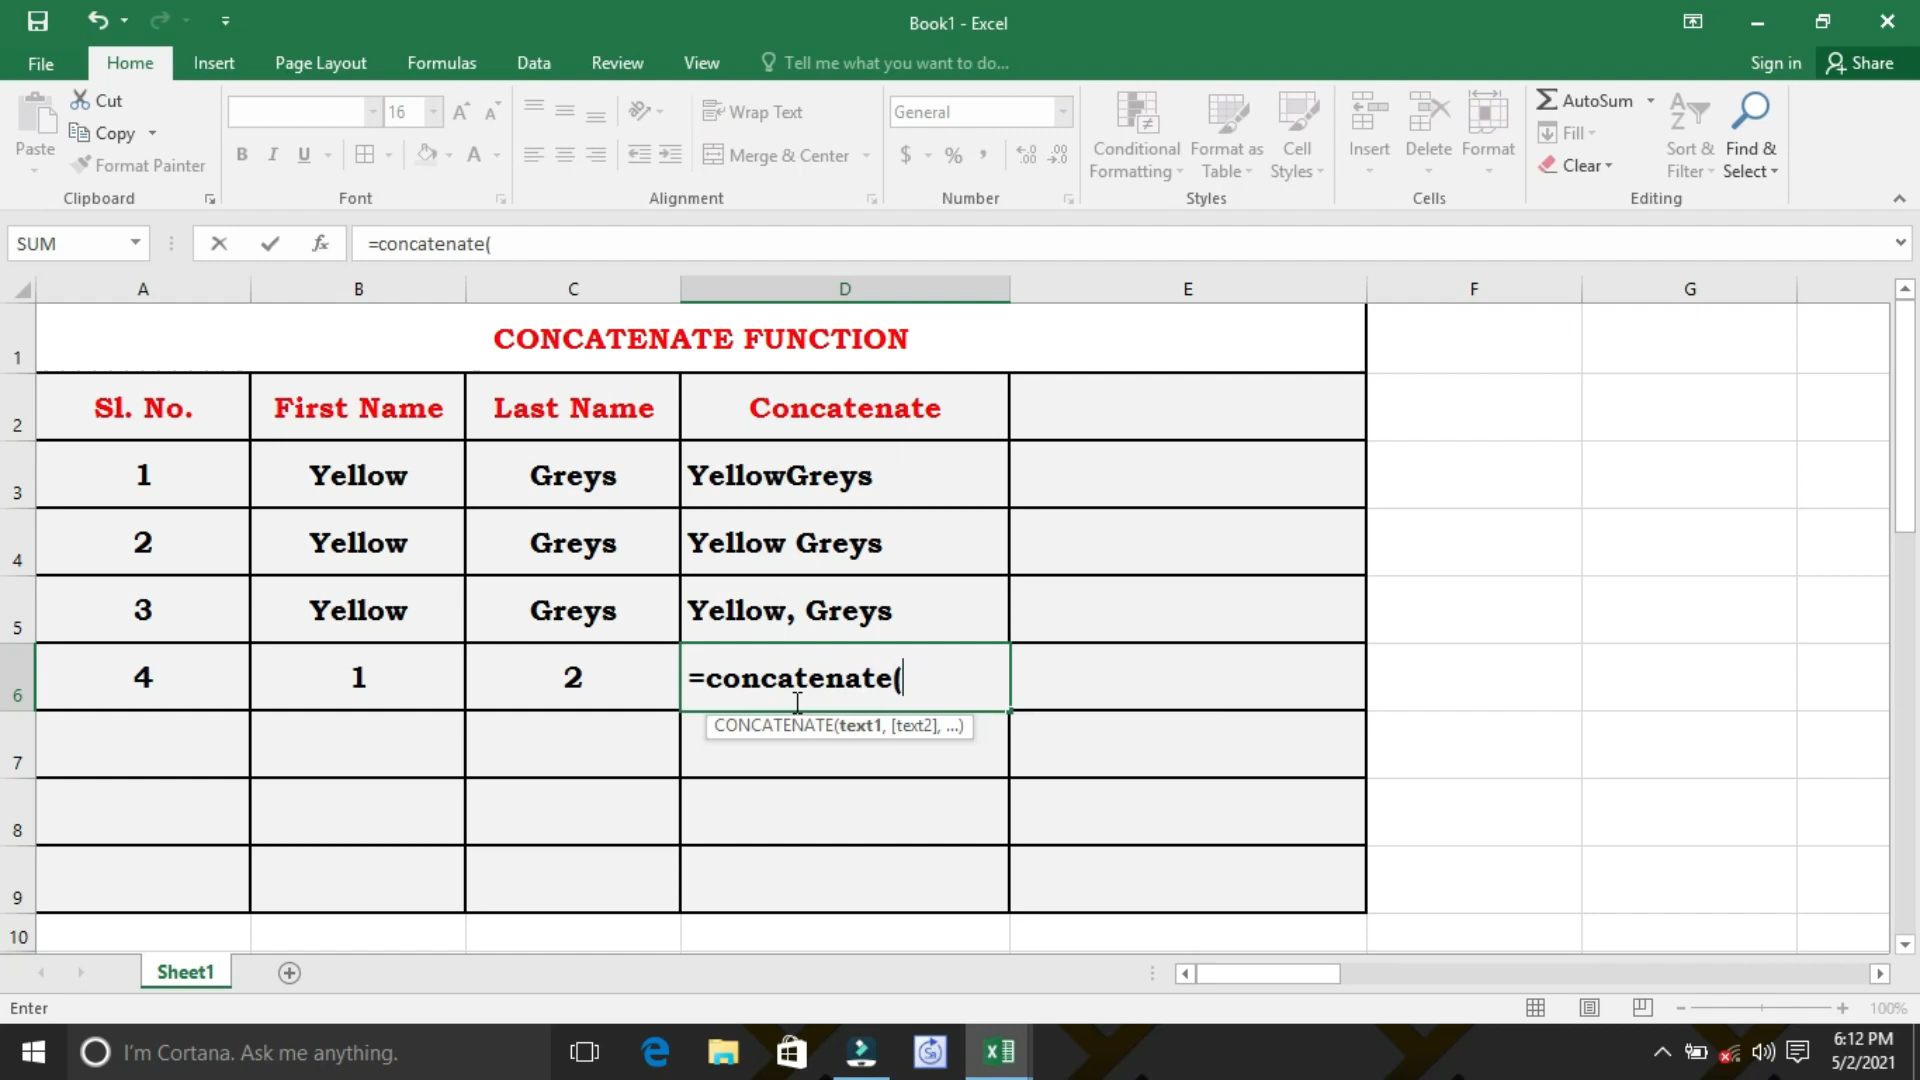 Book1 - Excel
File Home Insert Page Layout Formulas Data Review View Tell me what you want to do... Sign in Share
Paste Cut Copy Format Painter
Clipboard
16
B I U A
Font
Wrap Text
Merge & Center
Alignment
General
$ % ,
Number
Conditional Formatting
Format as Table
Cell Styles
Styles
Insert Delete Format
Cells
AutoSum
Fill
Clear
Sort & Filter
Find & Select
Editing
SUM fx =concatenate(
A B C D E F G
1 CONCATENATE FUNCTION
2 Sl. No. First Name Last Name Concatenate
3 1 Yellow Greys YellowGreys
4 2 Yellow Greys Yellow Greys
5 3 Yellow Greys Yellow, Greys
6 4 1 2 =concatenate(
CONCATENATE(text1, [text2], ...)
7
8
9
10
Sheet1
Enter 100%
I'm Cortana. Ask me anything. 6:12 PM
5/2/2021